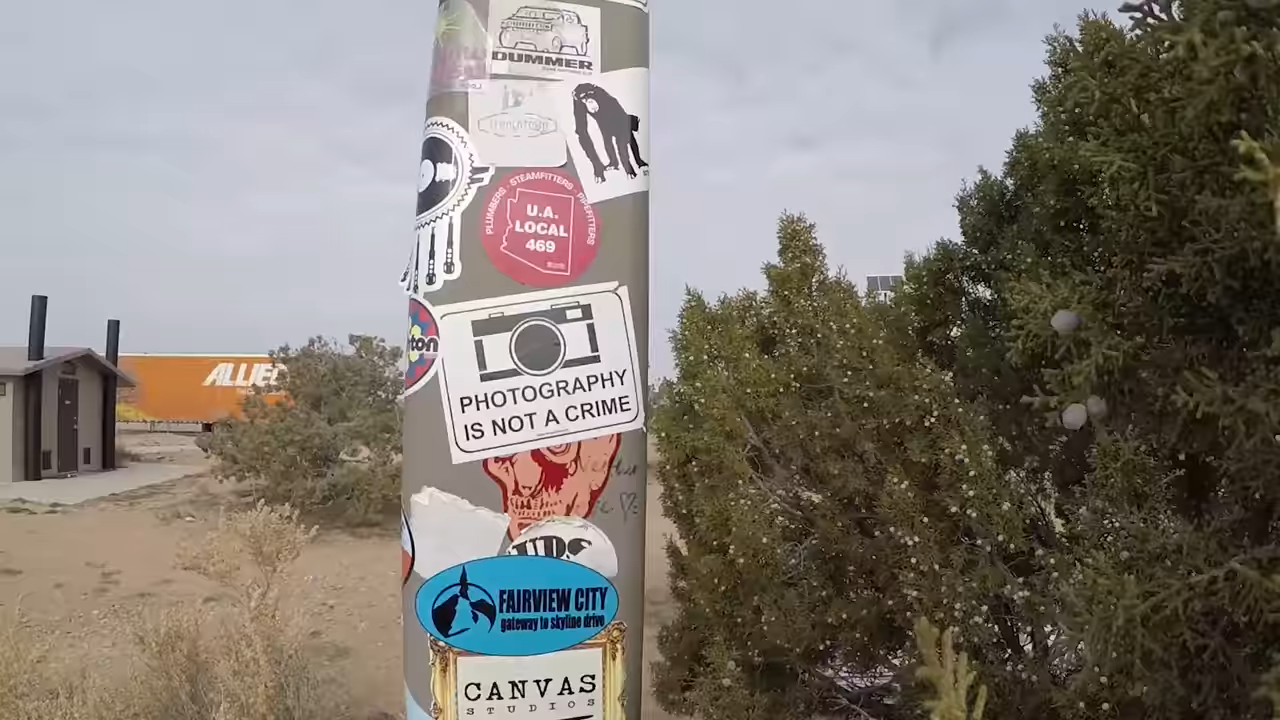 DUMMER
PLUMBERS · STEAMFITTERS · PIPEFITTERS
U.A.
LOCAL
469
ton
ALLIED
PHOTOGRAPHY
IS NOT A CRIME
FAIRVIEW CITY
gateway to skyline drive
CANVAS
STUDIOS